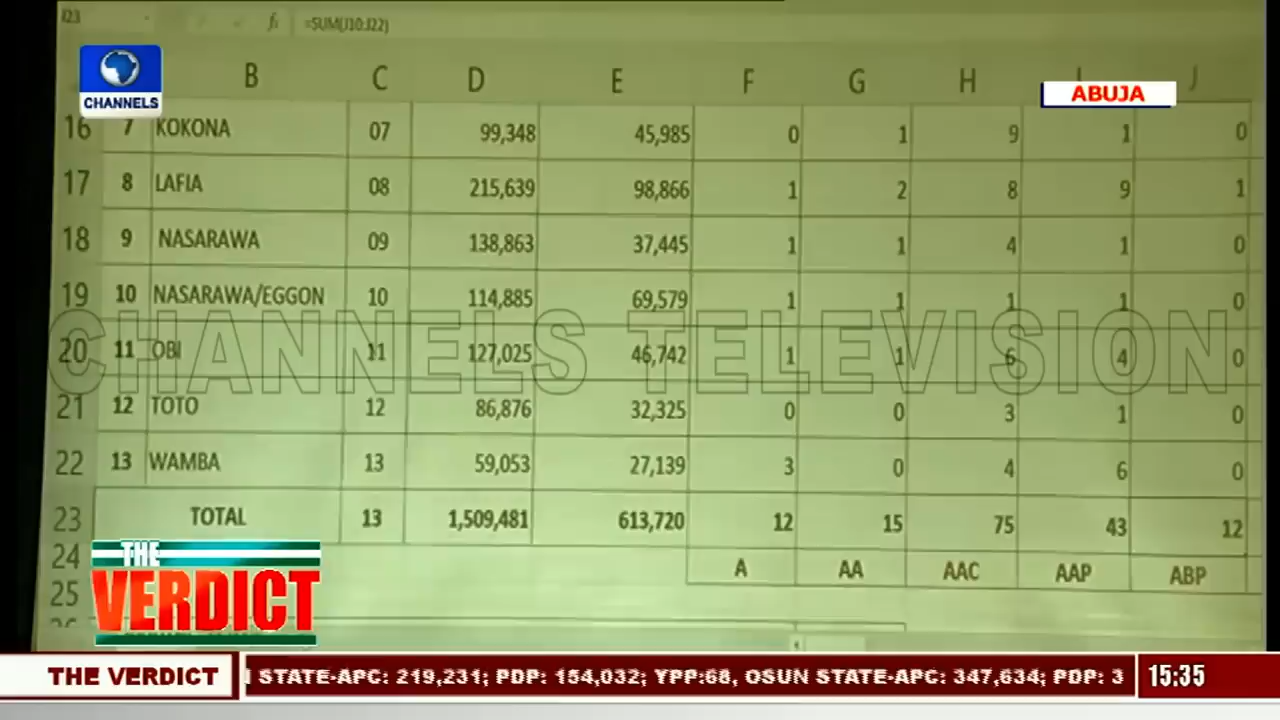 J23 fx =SUM(J10:J22)
CHANNELS
ABUJA
B C D E F G H I J
16 7 KOKONA 07 99,348 45,985 0 1 9 1 0
17 8 LAFIA 08 215,639 98,866 1 2 8 9 1
18 9 NASARAWA 09 138,863 37,445 1 1 4 1 0
19 10 NASARAWA/EGGON 10 114,885 69,579 1 1 1 1 0
CHANNELS TELEVISION
20 11 OBI 11 127,025 46,742 1 1 6 4 0
21 12 TOTO 12 86,876 32,325 0 0 3 1 0
22 13 WAMBA 13 59,053 27,139 3 0 4 6 0
23 TOTAL 13 1,509,481 613,720 12 15 75 43 12
24 A AA AAC AAP ABP
25
THE
VERDICT
THE VERDICT
STATE-APC: 219,231; PDP: 154,032; YPP:68, OSUN STATE-APC: 347,634; PDP: 3
15:35